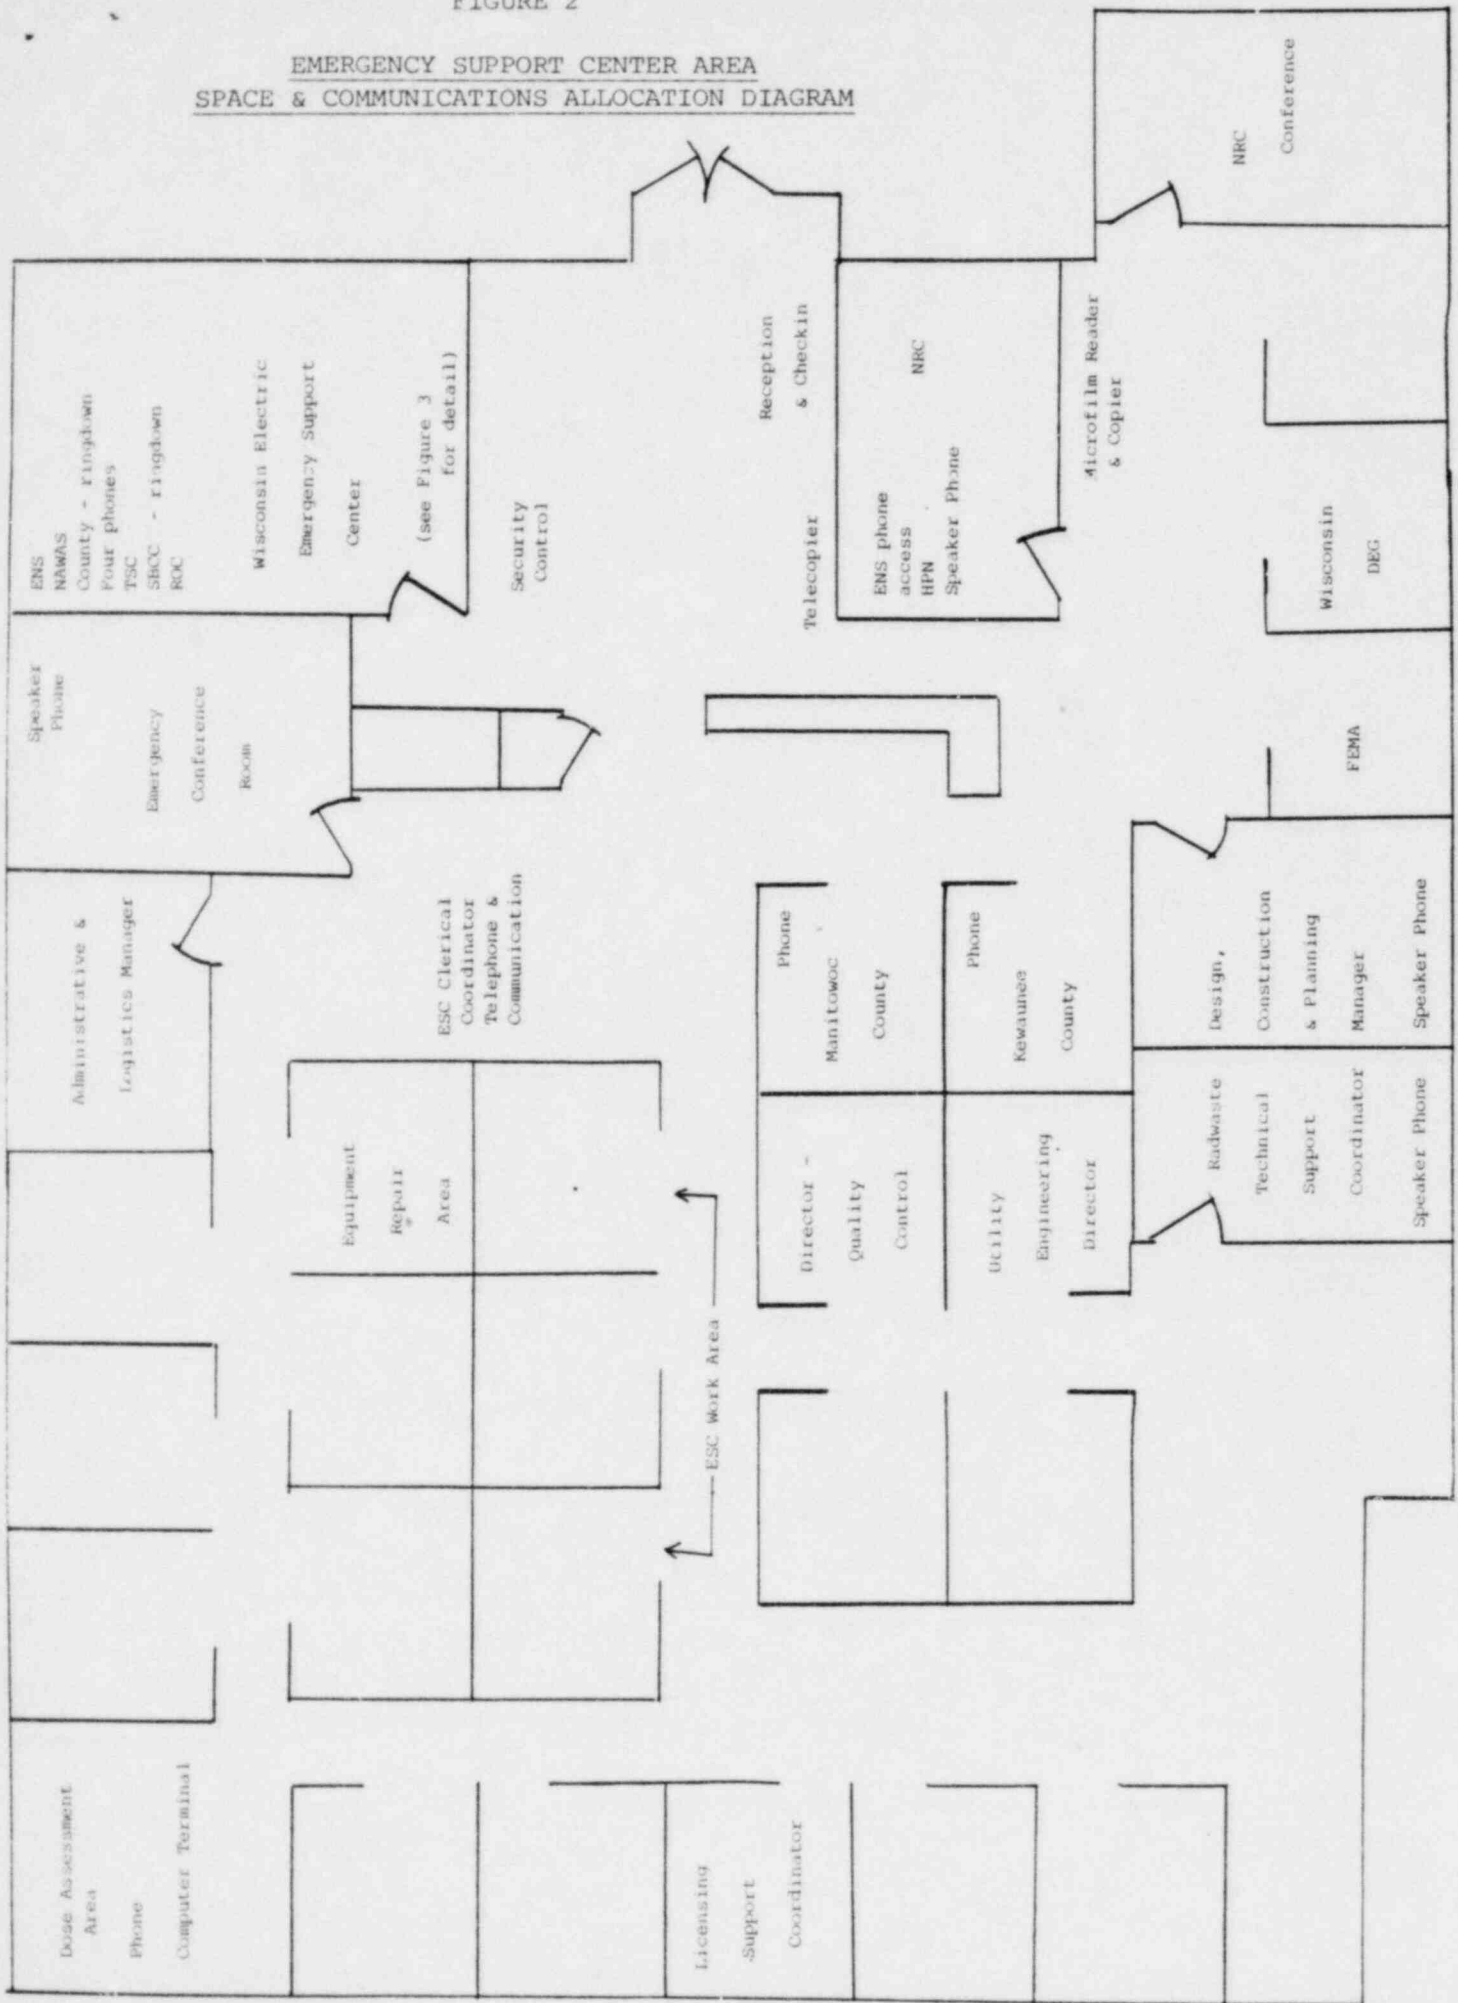 FIGURE 2
EMERGENCY SUPPORT CENTER AREA
SPACE & COMMUNICATIONS ALLOCATION DIAGRAM
ENS
NAWAS
County - ringdown
Four phones
TSC
SBCC - ringdown
ROC
Wisconsin Electric
Emergency Support
Center
(see Figure 3
for detail)
Speaker
Phone
Emergency
Conference
Room
Administrative &
Logistics Manager
Dose Assessment
Area
Phone
Computer Terminal
Security
Control
Reception
& Checkin
Telecopier
ENS phone
access
HPN
Speaker Phone
NRC
Microfilm Reader
& Copier
NRC
Conference
Wisconsin
DEG
FEMA
ESC Clerical
Coordinator
Telephone &
Communication
Equipment
Repair
Area
ESC Work Area
Phone
Manitowoc
County
Phone
Kewaunee
County
Director -
Quality
Control
Utility
Engineering
Director
Design,
Construction
& Planning
Manager
Speaker Phone
Radwaste
Technical
Support
Coordinator
Speaker Phone
Licensing
Support
Coordinator